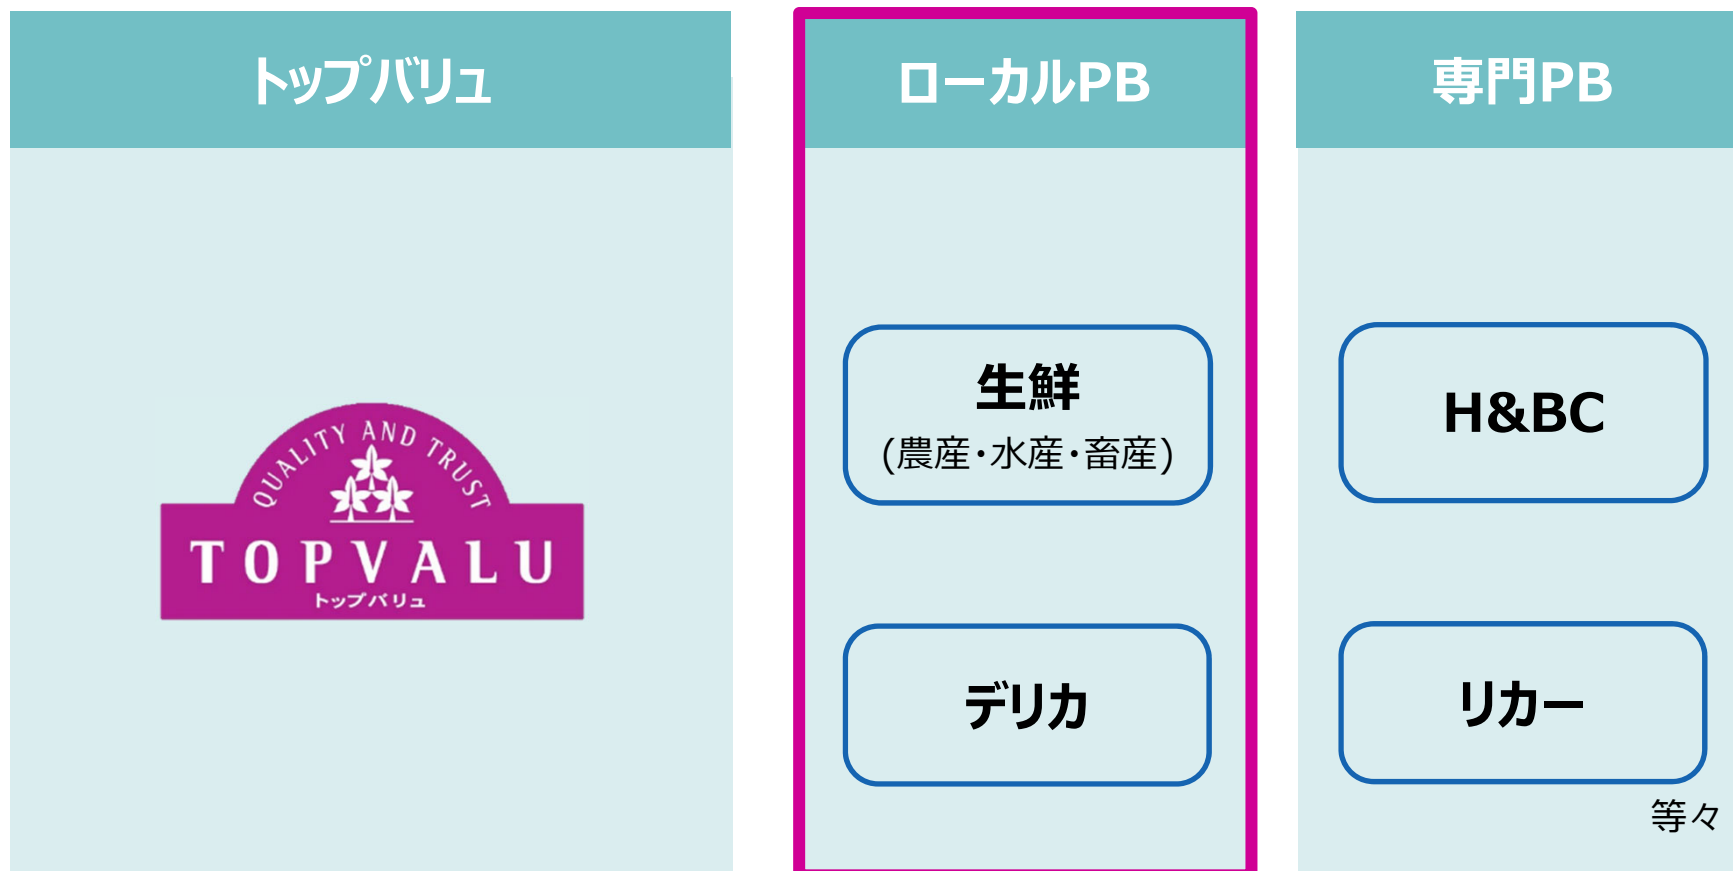 トップバリュ
QUALITY AND TRUST
TOPVALU
トップバリュ
ローカルPB
生鮮
(農産・水産・畜産)
デリカ
専門PB
H&BC
リカー
等々